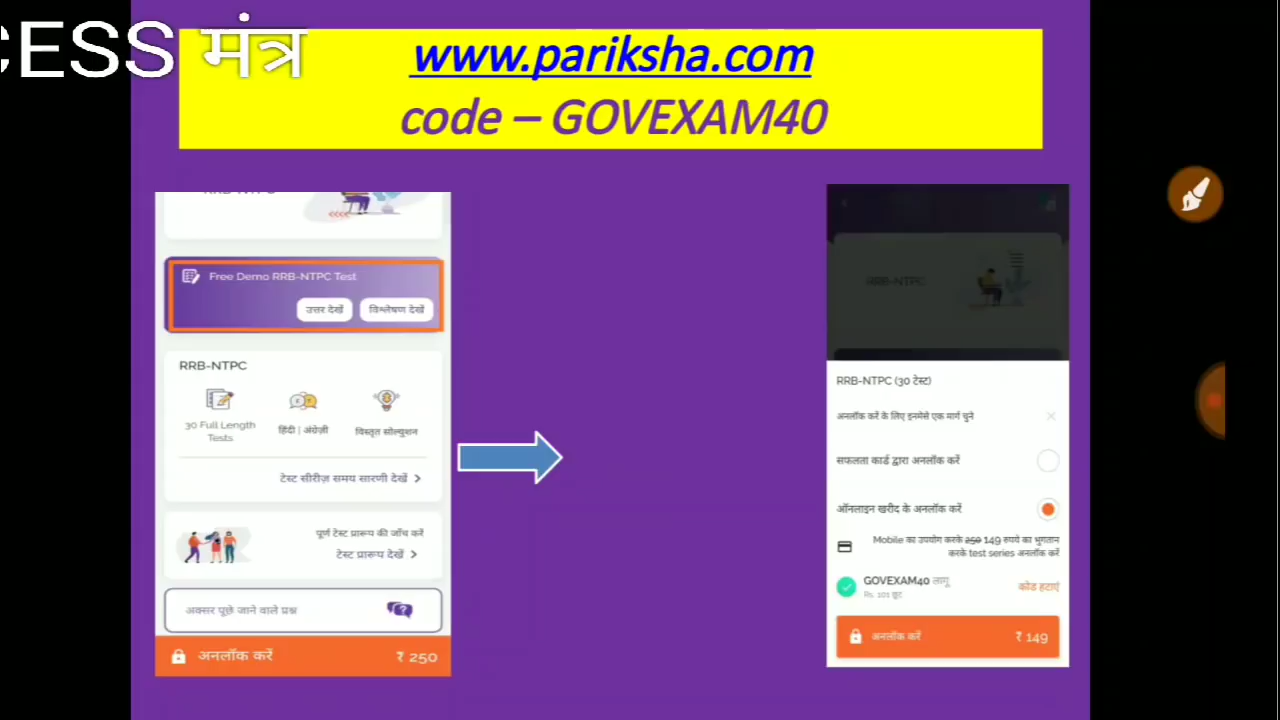 CESS मंत्र
www.pariksha.com
code – GOVEXAM40
Free Demo RRB-NTPC Test
उत्तर देखें
विश्लेषण देखें
RRB-NTPC
30 Full Length
Tests
हिंदी | अंग्रेज़ी
विस्तृत सोल्युशन
टेस्ट सीरीज़ समय सारणी देखें >
पूर्ण टेस्ट प्रारूप की जाँच करें
टेस्ट प्रारूप देखें >
अक्सर पूछे जाने वाले प्रश्न
अनलॉक करें ₹ 250
RRB-NTPC
RRB-NTPC (30 टेस्ट)
अनलॉक करें के लिए इनमेंसे एक मार्ग चुने
सफलता कार्ड द्वारा अनलॉक करें
ऑनलाइन खरीद के अनलॉक करें
Mobile का उपयोग करके 250 149 रुपये का भुगतान
करके test series अनलॉक करें
GOVEXAM40 लागू
Rs. 101 छूट
कोड हटाएं
अनलॉक करें ₹ 149